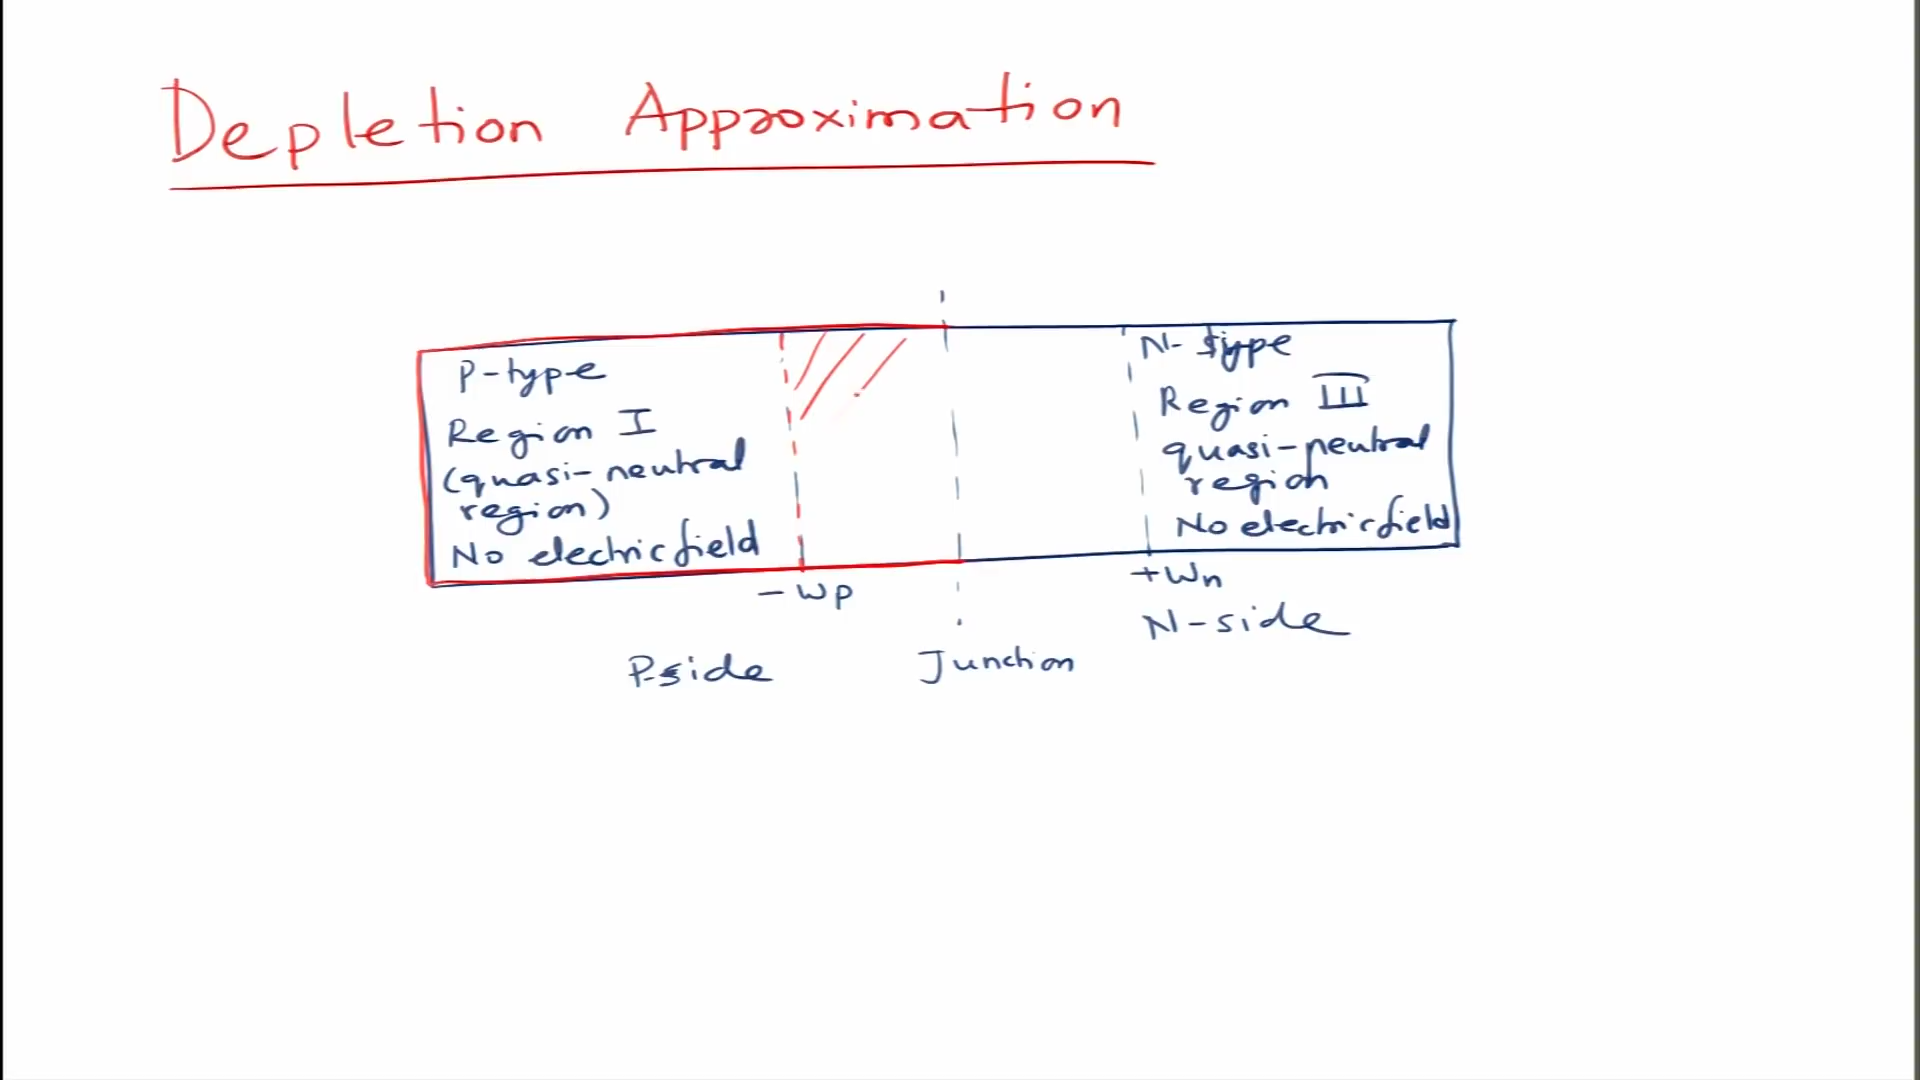 Depletion Approximation
P-type
Region I
(quasi-neutral
region)
No electric field
N-type
Region III
quasi-neutral
region
No electric field
-wp
+wn
P-side
Junction
N-side